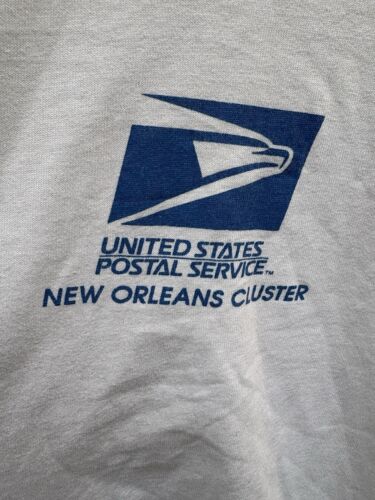 UNITED STATES
POSTAL SERVICE™
NEW ORLEANS CLUSTER